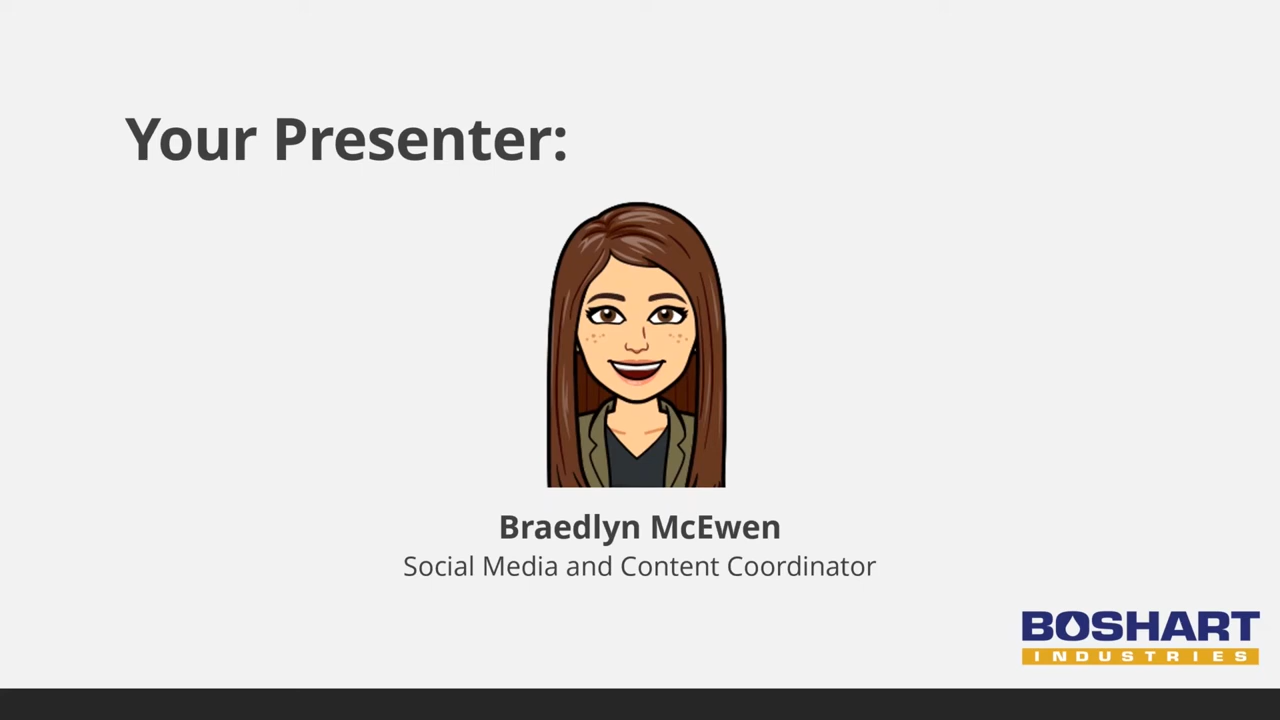 Your Presenter:
Braedlyn McEwen
Social Media and Content Coordinator
BOSHART
INDUSTRIES